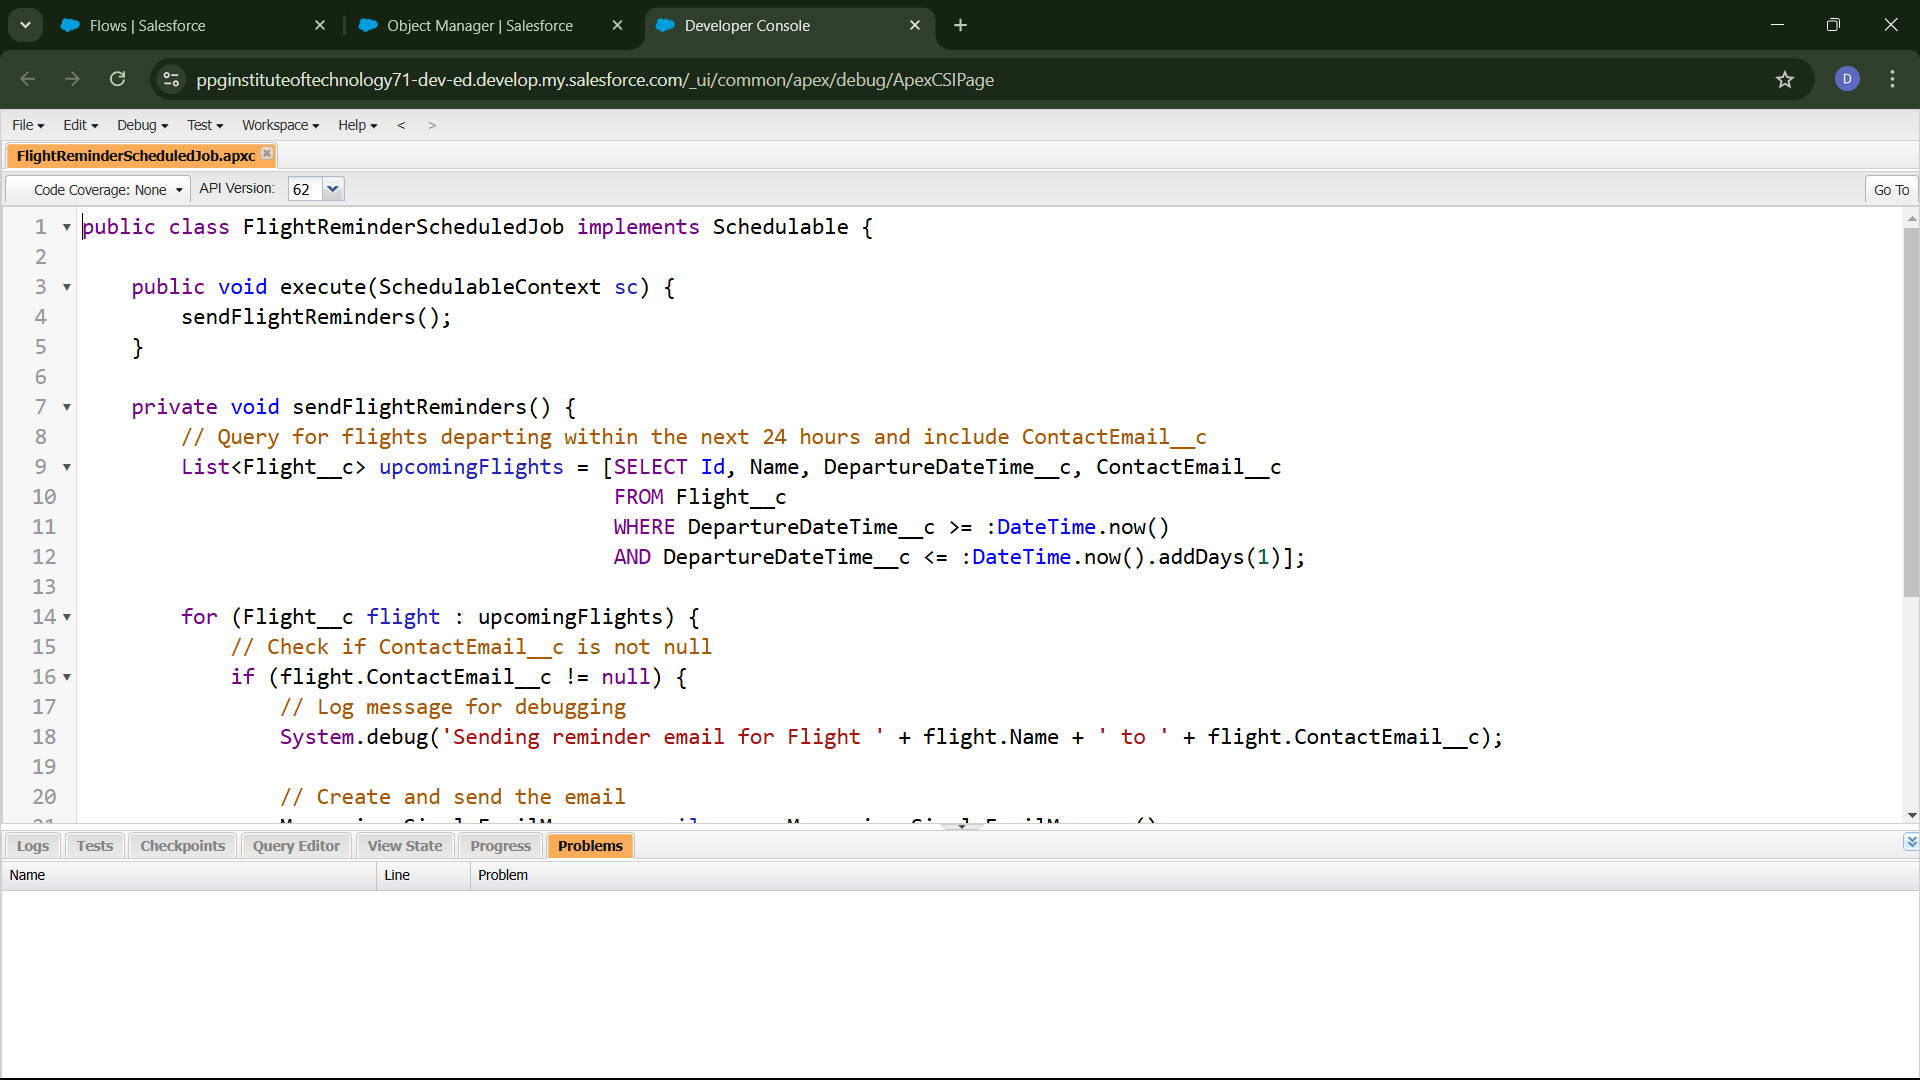 Flows | Salesforce
Object Manager | Salesforce
Developer Console
ppginstituteoftechnology71-dev-ed.develop.my.salesforce.com/_ui/common/apex/debug/ApexCSIPage
D
File Edit Debug Test Workspace Help < >
FlightReminderScheduledJob.apxc
Code Coverage: None API Version: 62 Go To
1 public class FlightReminderScheduledJob implements Schedulable {
2
3 public void execute(SchedulableContext sc) {
4 sendFlightReminders();
5 }
6
7 private void sendFlightReminders() {
8 // Query for flights departing within the next 24 hours and include ContactEmail__c
9 List<Flight__c> upcomingFlights = [SELECT Id, Name, DepartureDateTime__c, ContactEmail__c
10 FROM Flight__c
11 WHERE DepartureDateTime__c >= :DateTime.now()
12 AND DepartureDateTime__c <= :DateTime.now().addDays(1)];
13
14 for (Flight__c flight : upcomingFlights) {
15 // Check if ContactEmail__c is not null
16 if (flight.ContactEmail__c != null) {
17 // Log message for debugging
18 System.debug('Sending reminder email for Flight ' + flight.Name + ' to ' + flight.ContactEmail__c);
19
20 // Create and send the email
Logs Tests Checkpoints Query Editor View State Progress Problems
Name Line Problem